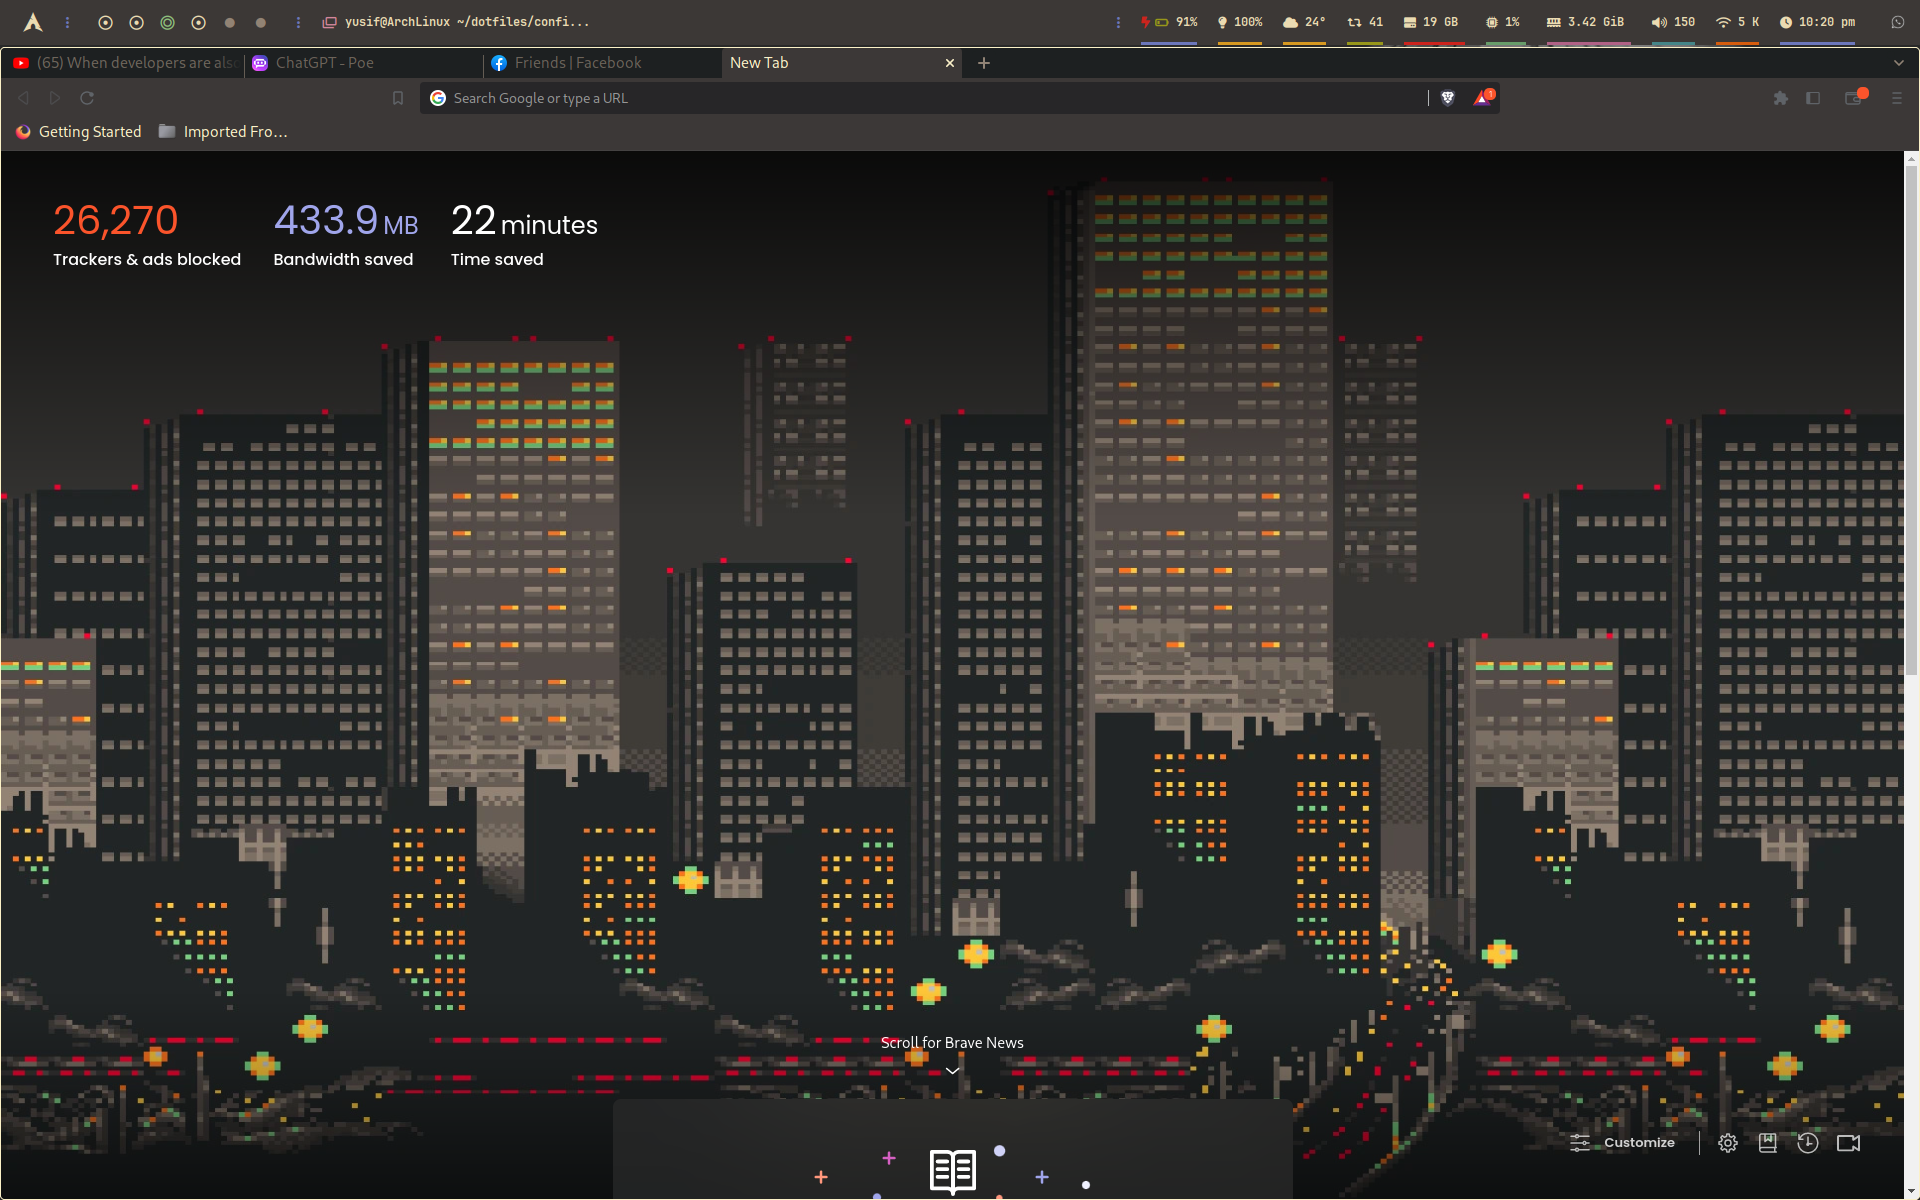 yusif@ArchLinux ~/dotfiles/confi... 91% 100% 24° 41 19 GB 1% 3.42 GiB 150 5 K 10:20 pm
(65) When developers are als ChatGPT - Poe Friends | Facebook New Tab
Search Google or type a URL 1
Getting Started Imported Fro...
26,270 433.9 MB 22 minutes
Trackers & ads blocked Bandwidth saved Time saved
Scroll for Brave News
Customize